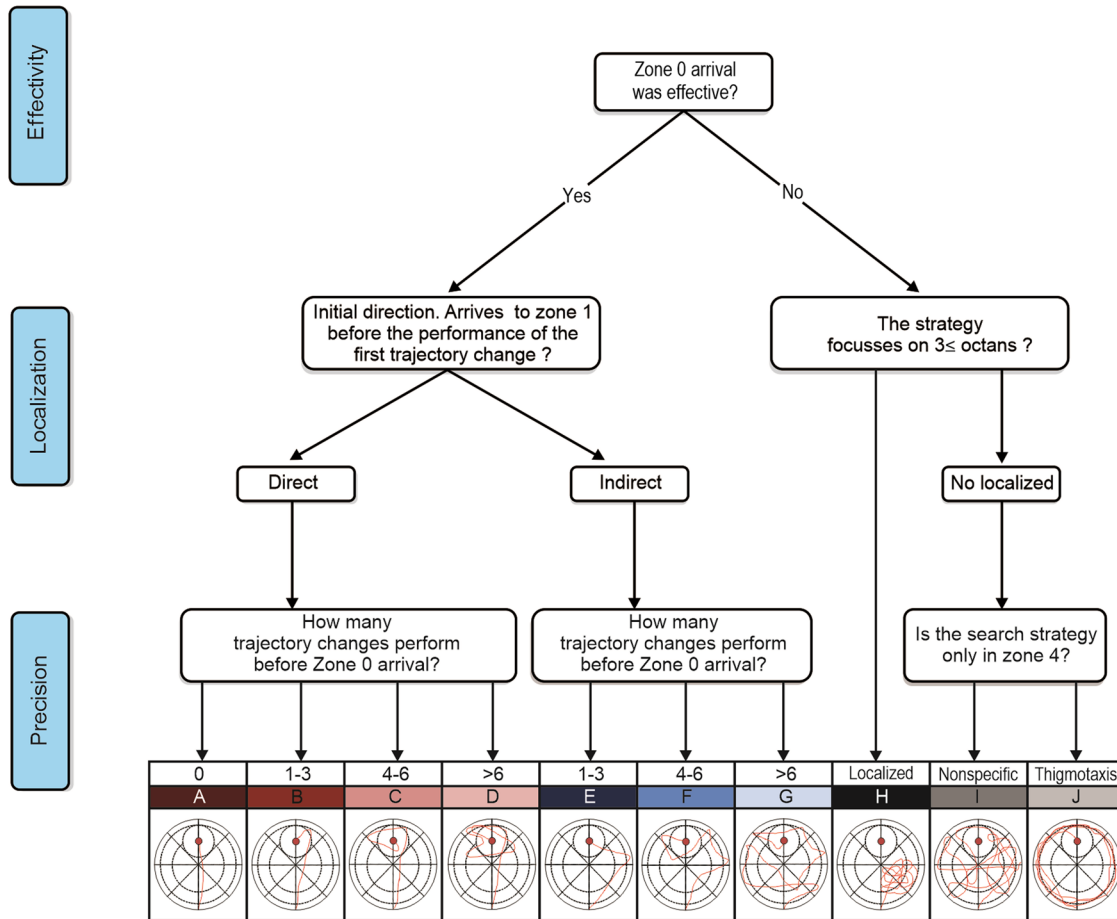 Effectivity
Zone 0 arrival
was effective?
Yes
No
Localization
Initial direction. Arrives to zone 1
before the performance of the
first trajectory change ?
The strategy
focusses on 3≤ octans ?
Direct
Indirect
No localized
Precision
How many
trajectory changes perform
before Zone 0 arrival?
How many
trajectory changes perform
before Zone 0 arrival?
Is the search strategy
only in zone 4?
0 1-3 4-6 >6 1-3 4-6 >6 Localized Nonspecific Thigmotaxis
A B C D E F G H I J